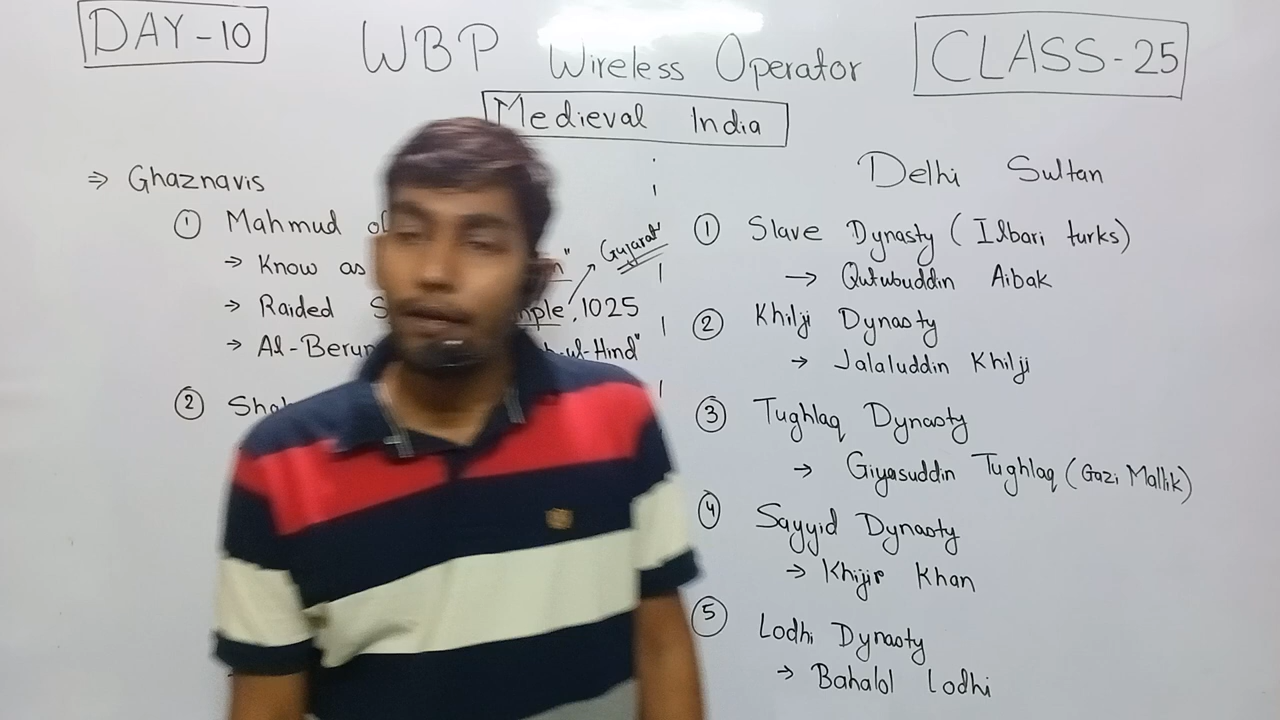 DAY-10
WBP Wireless Operator
CLASS-25
Medieval India
⇒ Ghaznavis
① Mahmud of
→ Know as
→ Raided
1025
Gujarat
→ Al-Berun
ul-Hind"
②
Delhi Sultan
① Slave Dynasty (Ilbari turks)
→ Qutubuddin Aibak
② Khilji Dynasty
→ Jalaluddin Khilji
③ Tughlaq Dynasty
→ Giyasuddin Tughlaq (Gazi Mallik)
④ Sayyid Dynasty
→ Khijir Khan
⑤ Lodhi Dynasty
→ Bahalol Lodhi